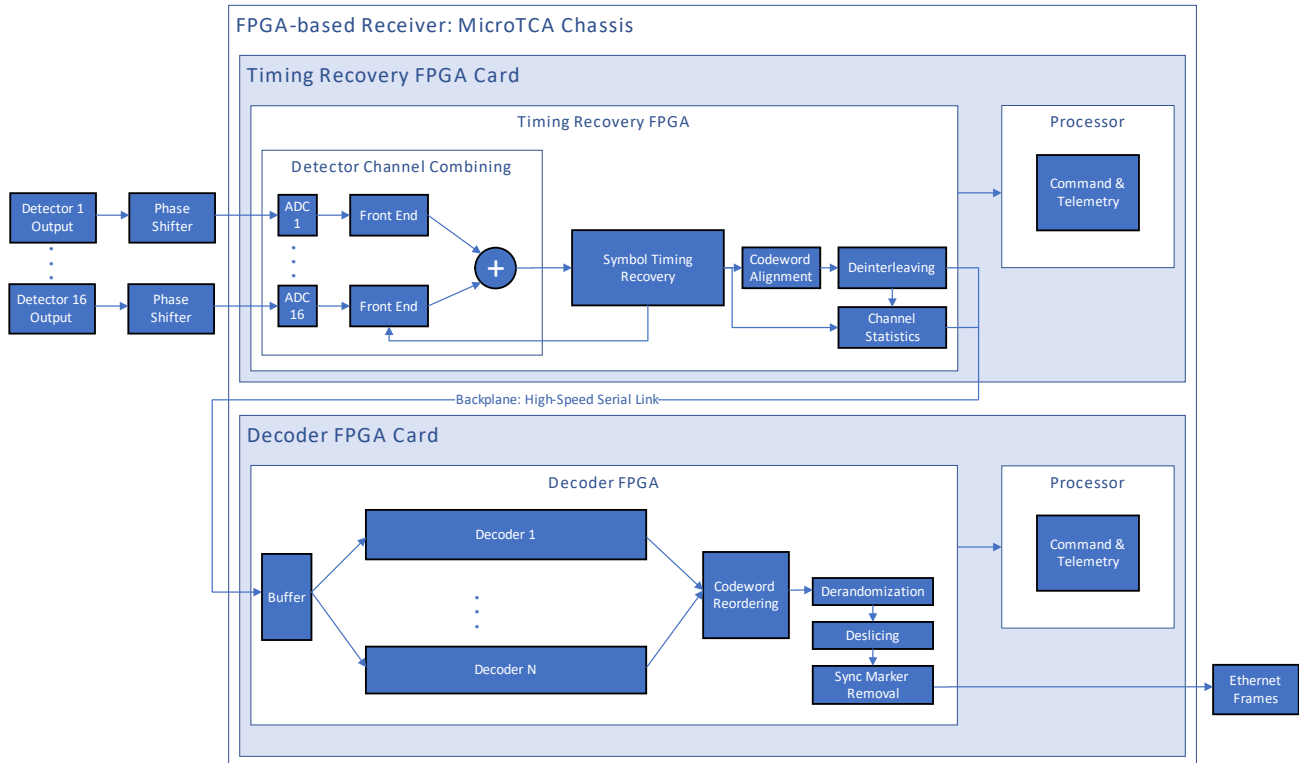 FPGA-based Receiver: MicroTCA Chassis
Timing Recovery FPGA Card
Timing Recovery FPGA
Processor
Detector Channel Combining
Command &
Telemetry
Detector 1
Output
Phase
Shifter
ADC
1
Front End
Symbol Timing
Recovery
Codeword
Alignment
Deinterleaving
+
Detector 16
Output
Phase
Shifter
ADC
16
Front End
Channel
Statistics
Backplane: High-Speed Serial Link
Decoder FPGA Card
Decoder FPGA
Processor
Decoder 1
Command &
Telemetry
Buffer
Codeword
Reordering
Derandomization
Deslicing
Decoder N
Sync Marker
Removal
Ethernet
Frames